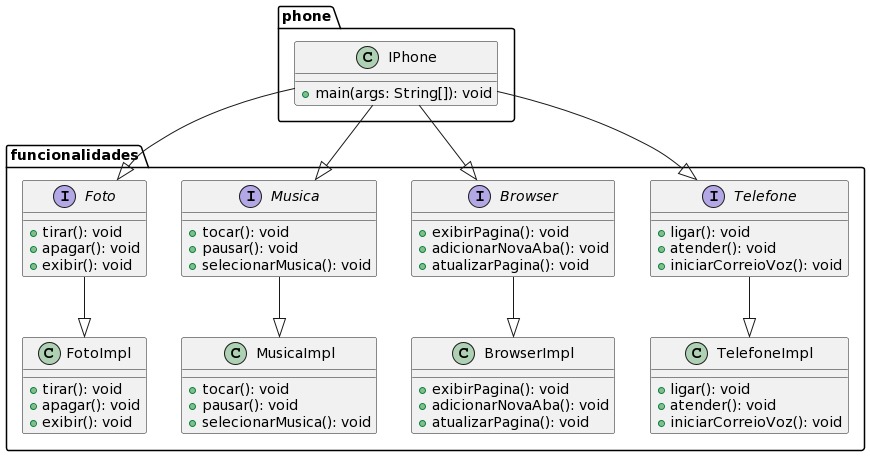 phone
C IPhone
main(args: String[]): void
funcionalidades
I Foto
tirar(): void
apagar(): void
exibir(): void
I Musica
tocar(): void
pausar(): void
selecionarMusica(): void
I Browser
exibirPagina(): void
adicionarNovaAba(): void
atualizarPagina(): void
I Telefone
ligar(): void
atender(): void
iniciarCorreioVoz(): void
C FotoImpl
tirar(): void
apagar(): void
exibir(): void
C MusicaImpl
tocar(): void
pausar(): void
selecionarMusica(): void
C BrowserImpl
exibirPagina(): void
adicionarNovaAba(): void
atualizarPagina(): void
C TelefoneImpl
ligar(): void
atender(): void
iniciarCorreioVoz(): void